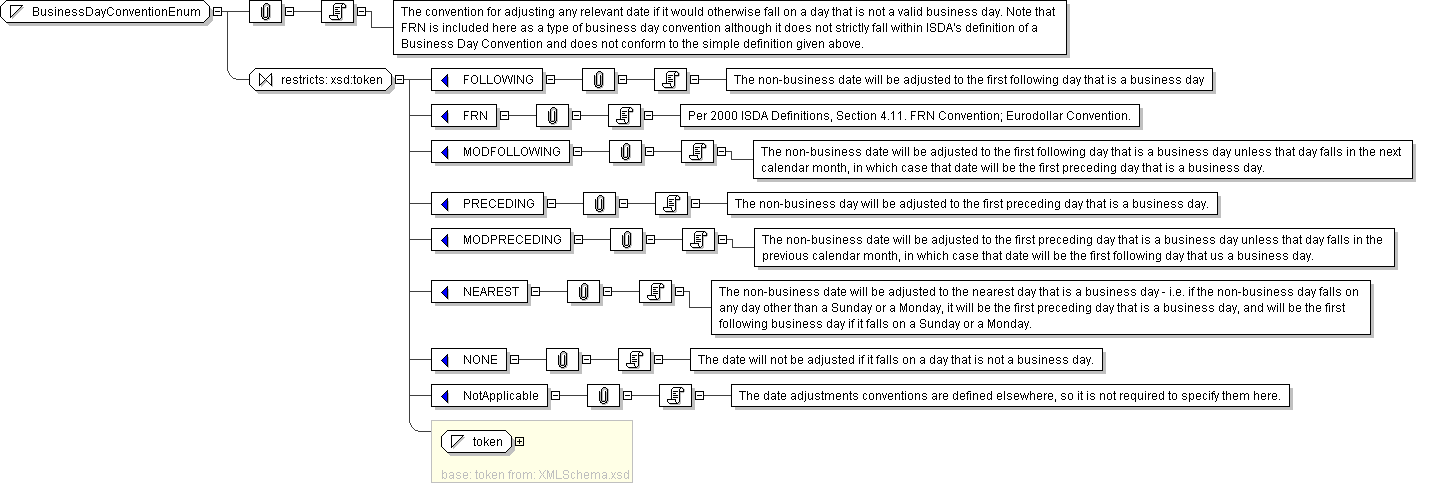 BusinessDayConventionEnum
The convention for adjusting any relevant date if it would otherwise fall on a day that is not a valid business day. Note that
FRN is included here as a type of business day convention although it does not strictly fall within ISDA's definition of a
Business Day Convention and does not conform to the simple definition given above.
restricts: xsd:token
FOLLOWING
The non-business date will be adjusted to the first following day that is a business day
FRN
Per 2000 ISDA Definitions, Section 4.11. FRN Convention; Eurodollar Convention.
MODFOLLOWING
The non-business date will be adjusted to the first following day that is a business day unless that day falls in the next
calendar month, in which case that date will be the first preceding day that is a business day.
PRECEDING
The non-business day will be adjusted to the first preceding day that is a business day.
MODPRECEDING
The non-business date will be adjusted to the first preceding day that is a business day unless that day falls in the
previous calendar month, in which case that date will be the first following day that us a business day.
NEAREST
The non-business date will be adjusted to the nearest day that is a business day - i.e. if the non-business day falls on
any day other than a Sunday or a Monday, it will be the first preceding day that is a business day, and will be the first
following business day if it falls on a Sunday or a Monday.
NONE
The date will not be adjusted if it falls on a day that is not a business day.
NotApplicable
The date adjustments conventions are defined elsewhere, so it is not required to specify them here.
token
base: token from: XMLSchema.xsd